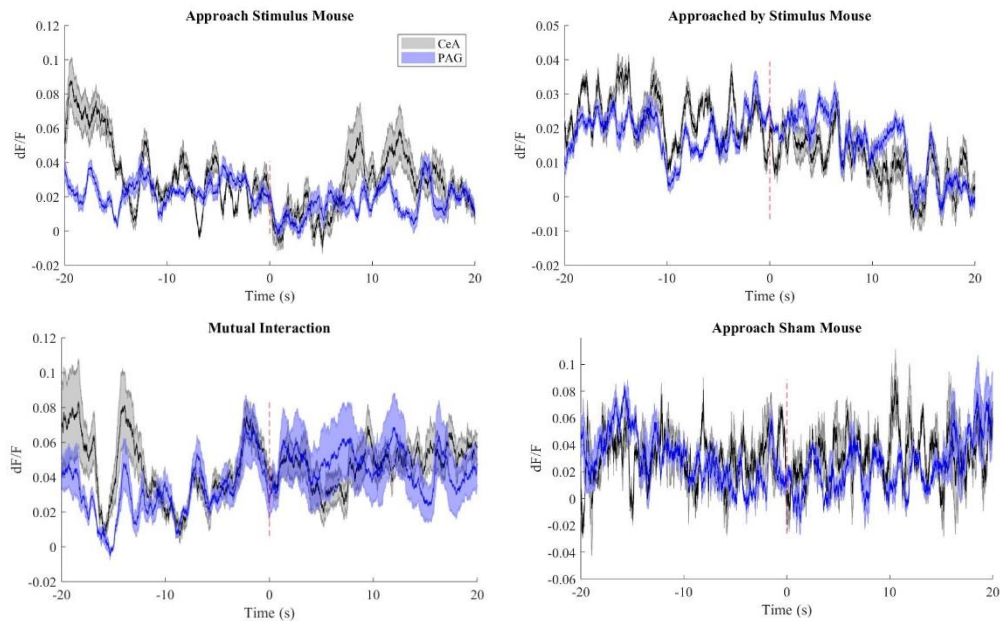 Approach Stimulus Mouse
0.12
0.1
0.08
0.06
0.04
0.02
0
-0.02
dF/F
CeA
PAG
-20 -10 0 10 20
Time (s)
Approached by Stimulus Mouse
0.05
0.04
0.03
0.02
0.01
0
-0.01
-0.02
dF/F
-20 -10 0 10 20
Time (s)
Mutual Interaction
0.12
0.1
0.08
0.06
0.04
0.02
0
-0.02
dF/F
-20 -10 0 10 20
Time (s)
Approach Sham Mouse
0.1
0.08
0.06
0.04
0.02
0
-0.02
-0.04
-0.06
dF/F
-20 -10 0 10 20
Time (s)